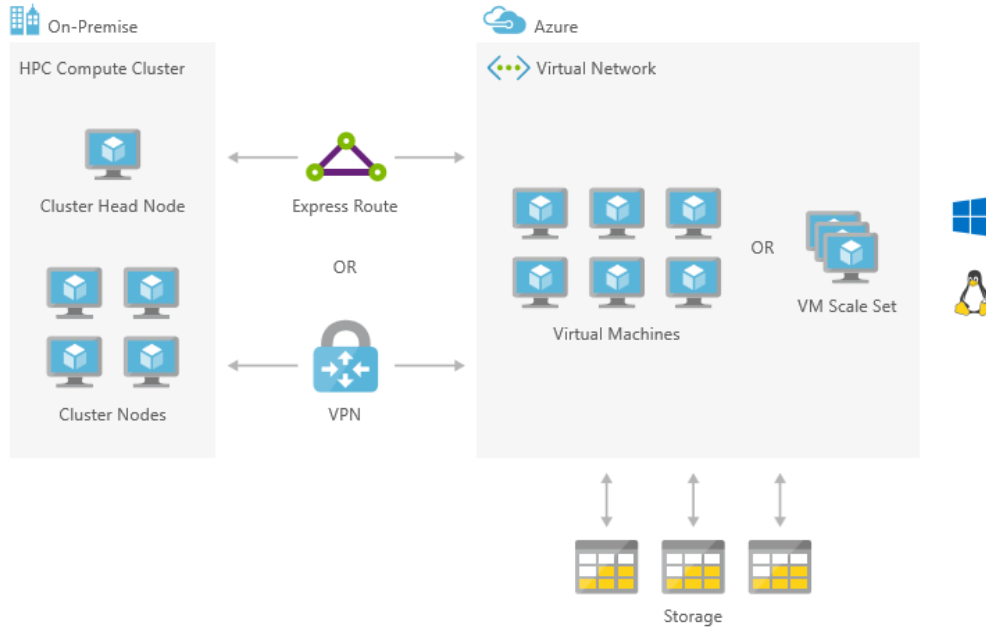 On-Premise
Azure
HPC Compute Cluster
Virtual Network
Cluster Head Node
Express Route
OR
OR
Virtual Machines
VM Scale Set
Cluster Nodes
VPN
Storage